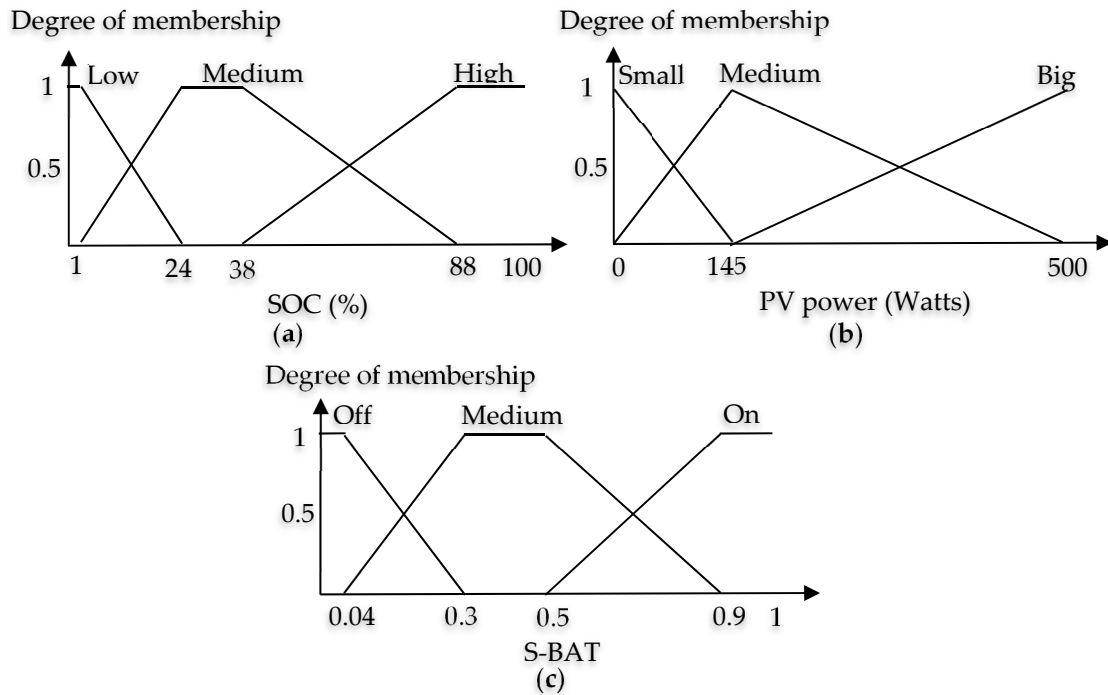 Degree of membership
Low Medium High
1
0.5
1 24 38 88 100
SOC (%)
(a)
Degree of membership
Small Medium Big
1
0.5
0 145 500
PV power (Watts)
(b)
Degree of membership
Off Medium On
1
0.5
0.04 0.3 0.5 0.9 1
S-BAT
(c)